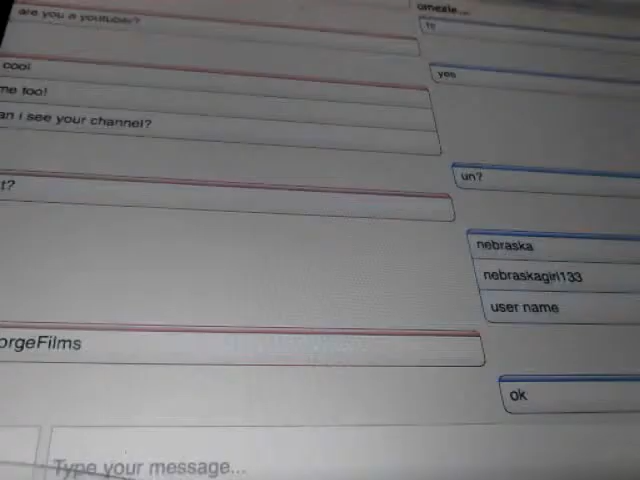 omegle...
are you a youtuber?
hi
cool
yes
me too!
an i see your channel?
un?
t?
nebraska
nebraskagirl133
user name
orgeFilms
ok
Type your message...